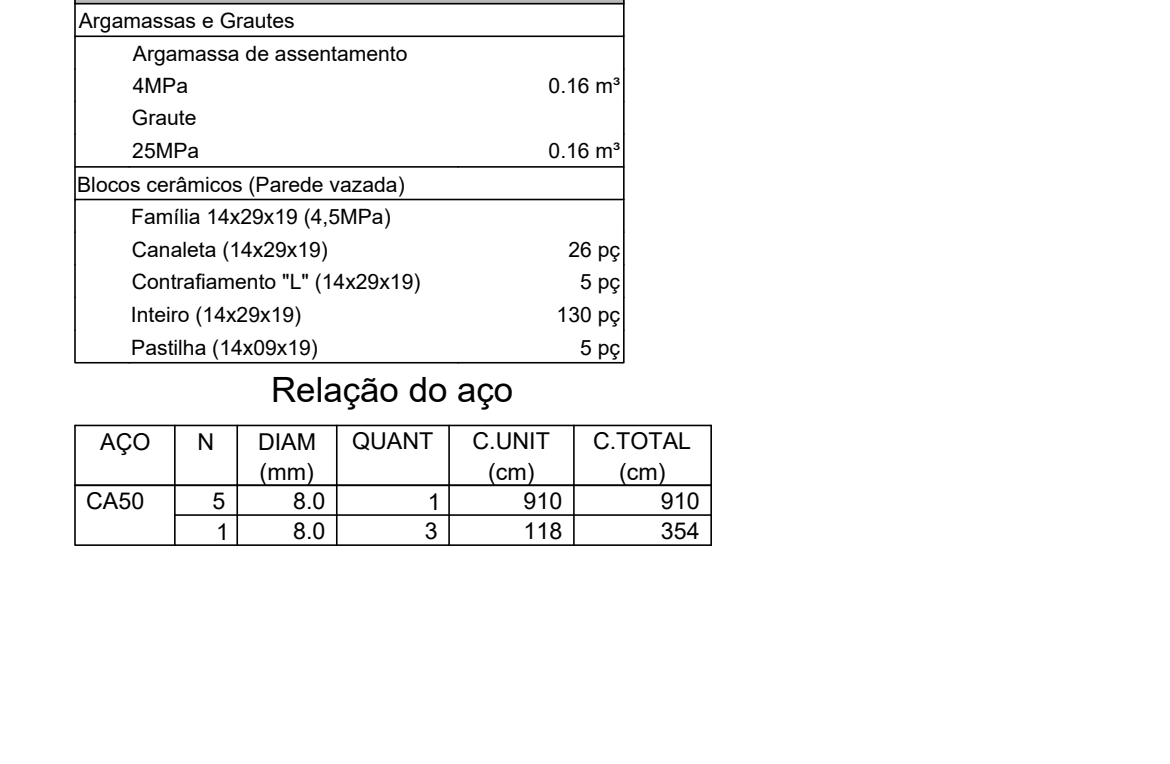 Argamassas e Grautes
Argamassa de assentamento
4MPa 0.16 m³
Graute
25MPa 0.16 m³
Blocos cerâmicos (Parede vazada)
Família 14x29x19 (4,5MPa)
Canaleta (14x29x19) 26 pç
Contrafiamento "L" (14x29x19) 5 pç
Inteiro (14x29x19) 130 pç
Pastilha (14x09x19) 5 pç
Relação do aço
AÇO N DIAM QUANT C.UNIT C.TOTAL
(mm) (cm) (cm)
CA50 5 8.0 1 910 910
1 8.0 3 118 354